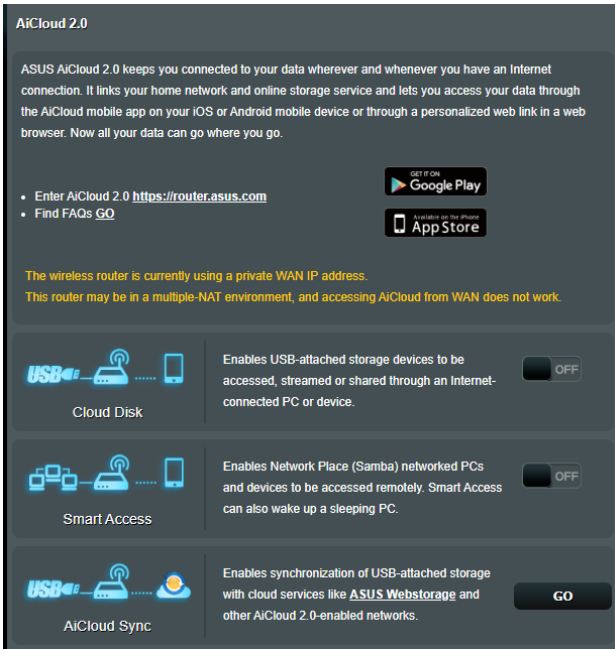 AiCloud 2.0
ASUS AiCloud 2.0 keeps you connected to your data wherever and whenever you have an Internet
connection. It links your home network and online storage service and lets you access your data through
the AiCloud mobile app on your iOS or Android mobile device or through a personalized web link in a web
browser. Now all your data can go where you go.
GET IT ON
Google Play
• Enter AiCloud 2.0 https://router.asus.com
• Find FAQs GO
Available on the iPhone
App Store
The wireless router is currently using a private WAN IP address.
This router may be in a multiple-NAT environment, and accessing AiCloud from WAN does not work.
USB
Cloud Disk
Enables USB-attached storage devices to be
accessed, streamed or shared through an Internet-
connected PC or device.
OFF
Smart Access
Enables Network Place (Samba) networked PCs
and devices to be accessed remotely. Smart Access
can also wake up a sleeping PC.
OFF
USB
AiCloud Sync
Enables synchronization of USB-attached storage
with cloud services like ASUS Webstorage and
other AiCloud 2.0-enabled networks.
GO